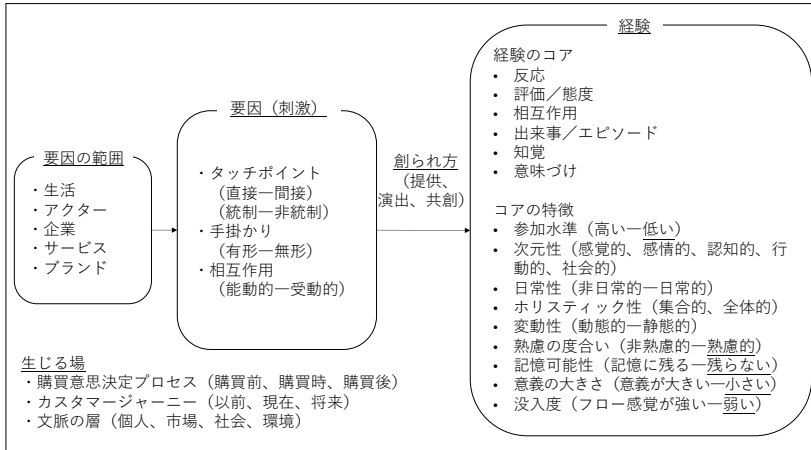 要因の範囲
・生活
・アクター
・企業
・サービス
・ブランド
要因（刺激）
・タッチポイント
（直接―間接）
（統制―非統制）
・手掛かり
（有形―無形）
・相互作用
（能動的―受動的）
創られ方
（提供、
演出、共創）
経験
経験のコア
• 反応
• 評価／態度
• 相互作用
• 出来事／エピソード
• 知覚
• 意味づけ
コアの特徴
• 参加水準（高い―低い）
• 次元性（感覚的、感情的、認知的、行
動的、社会的）
• 日常性（非日常的―日常的）
• ホリスティック性（集合的、全体的）
• 変動性（動態的―静態的）
• 熟慮の度合い（非熟慮的―熟慮的）
• 記憶可能性（記憶に残る―残らない）
• 意義の大きさ（意義が大きい―小さい）
• 没入度（フロー感覚が強い―弱い）
生じる場
・購買意思決定プロセス（購買前、購買時、購買後）
・カスタマージャーニー（以前、現在、将来）
・文脈の層（個人、市場、社会、環境）